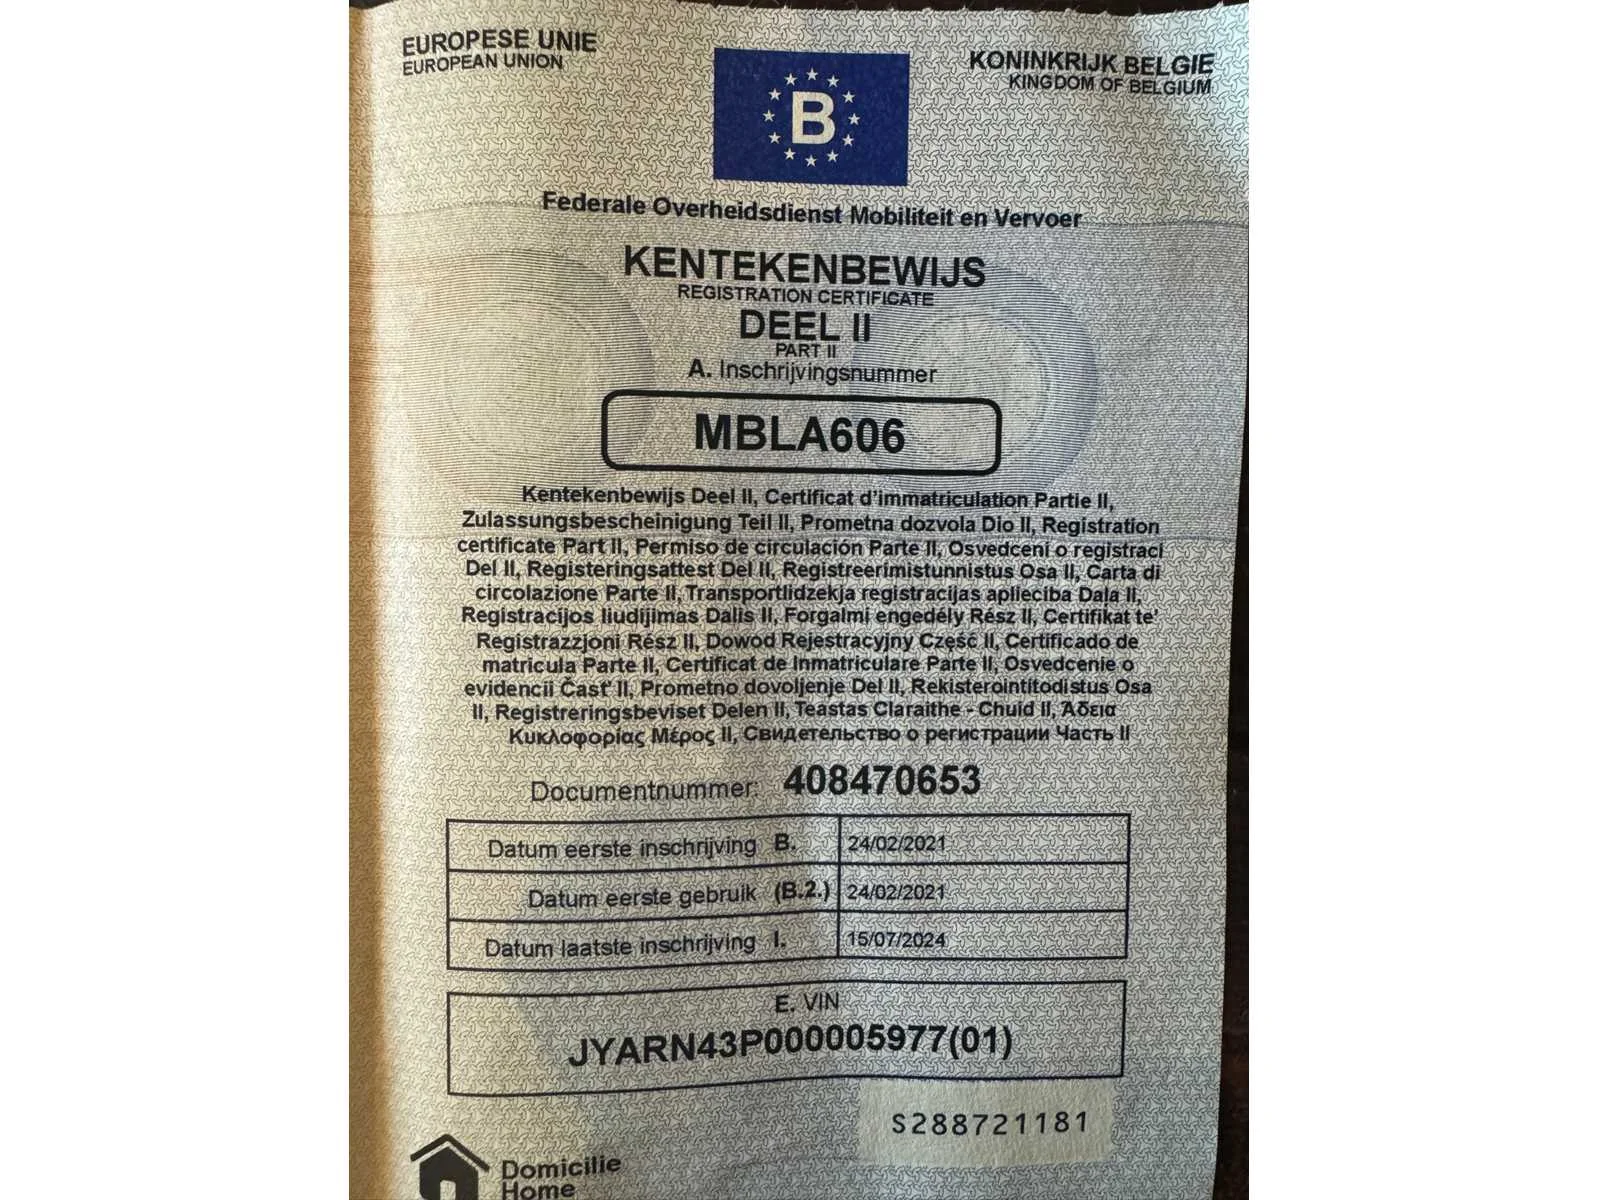 EUROPESE UNIE
EUROPEAN UNION
KONINKRIJK BELGIE
KINGDOM OF BELGIUM
B
Federale Overheidsdienst Mobiliteit en Vervoer
KENTEKENBEWIJS
REGISTRATION CERTIFICATE
DEEL II
PART II
A. Inschrijvingsnummer
MBLA606
Kentekenbewijs Deel II, Certificat d'immatriculation Partie II,
Zulassungsbescheinigung Teil II, Prometna dozvola Dio II, Registration
certificate Part II, Permiso de circulación Parte II, Osvedceni o registraci
Del II, Registeringsattest Del II, Registreerimistunnistus Osa II, Carta di
circolazione Parte II, Transportlidzekja registracijas aplieciba Daļa II,
Registracijos liudijimas Dalis II, Forgalmi engedély Rész II, Certifikat te'
Registrazzjoni Rész II, Dowod Rejestracyjny Część II, Certificado de
matricula Parte II, Certificat de Inmatriculare Parte II, Osvedcenie o
evidencii Časť II, Prometno dovoljenje Del II, Rekisterointitodistus Osa
II, Registreringsbeviset Delen II, Teastas Claraithe - Chuid II, Άδεια
Κυκλοφορίας Μέρος II, Свидетельство о регистрации Часть II
Documentnummer: 408470653
Datum eerste inschrijving B. 24/02/2021
Datum eerste gebruik (B.2.) 24/02/2021
Datum laatste inschrijving I. 15/07/2024
E. VIN
JYARN43P000005977(01)
S288721181
Domicilie
Home